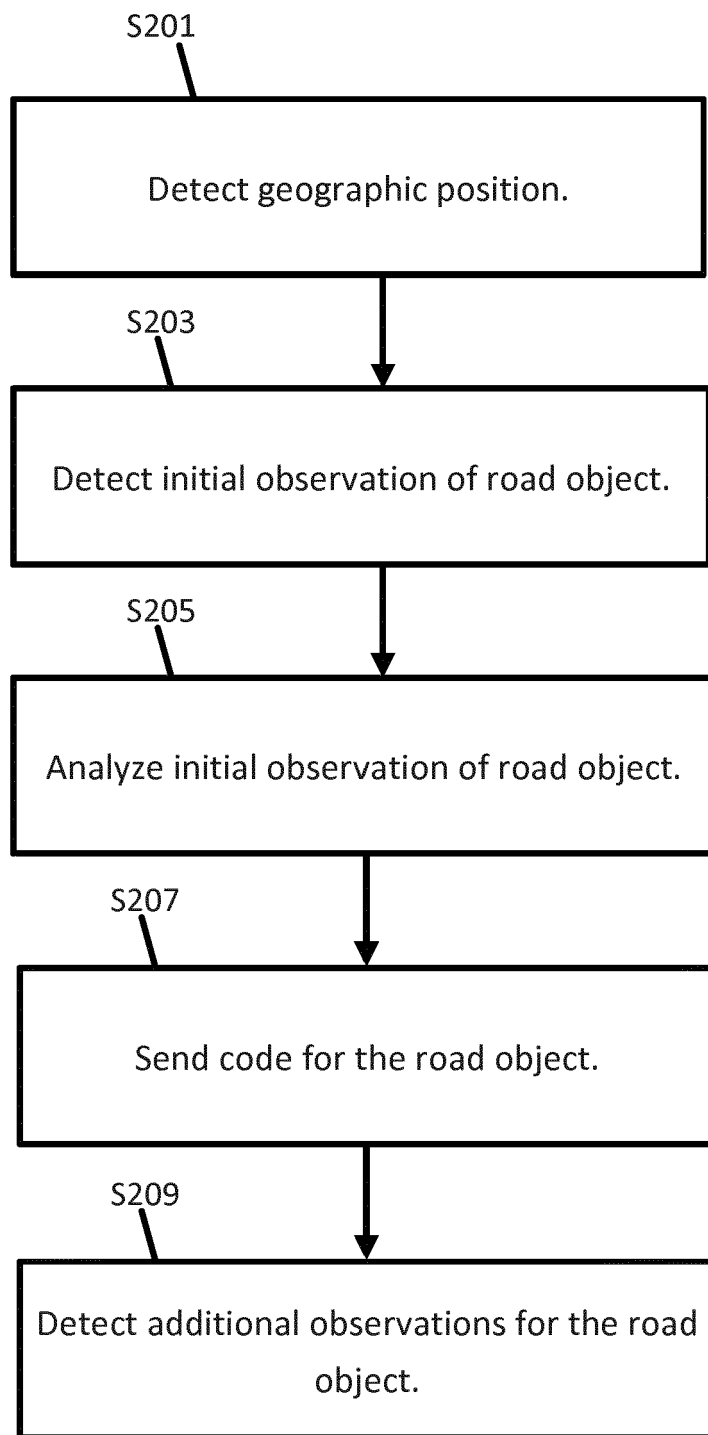 S201
Detect geographic position.
S203
Detect initial observation of road object.
S205
Analyze initial observation of road object.
S207
Send code for the road object.
S209
Detect additional observations for the road
object.